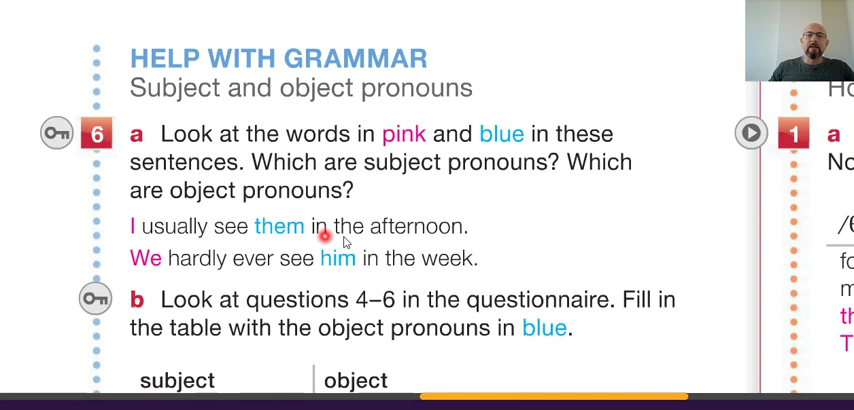 HELP WITH GRAMMAR
Subject and object pronouns
6 a Look at the words in pink and blue in these
sentences. Which are subject pronouns? Which
are object pronouns?
I usually see them in the afternoon.
We hardly ever see him in the week.
b Look at questions 4–6 in the questionnaire. Fill in
the table with the object pronouns in blue.
subject object
1 a